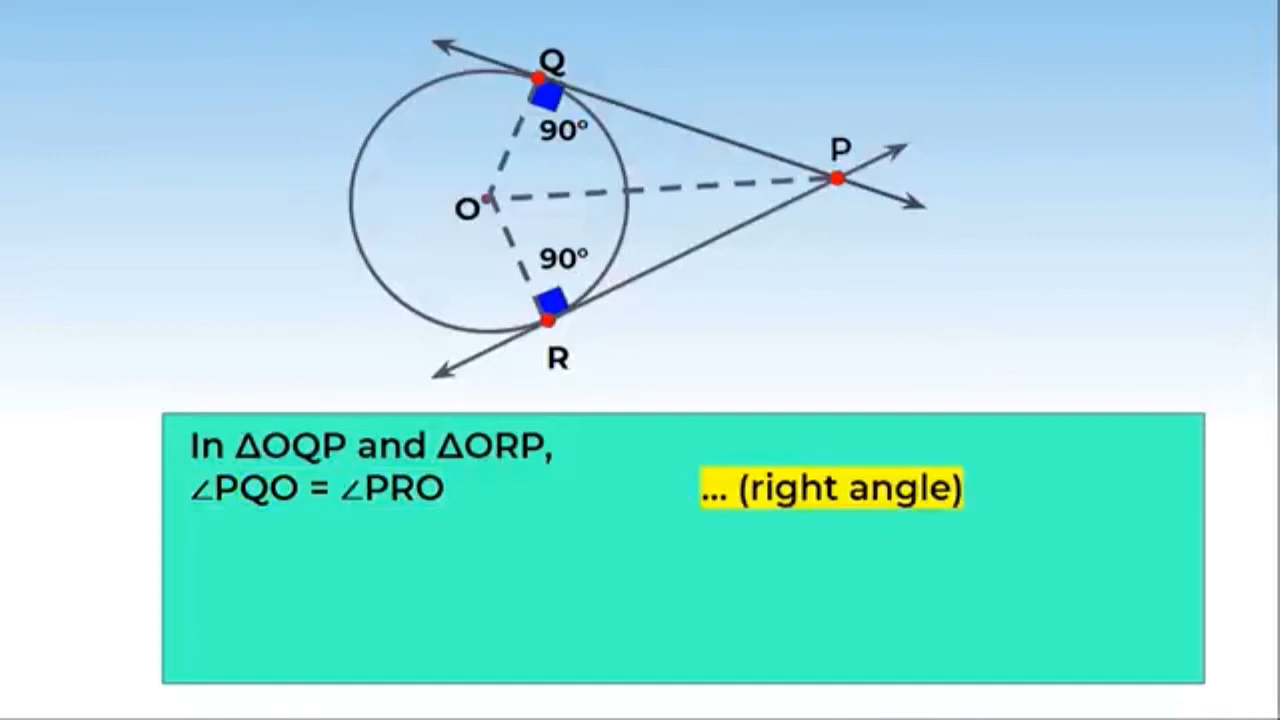 Q
90°
P
O
90°
R
In ΔOQP and ΔORP,
∠PQO = ∠PRO ... (right angle)